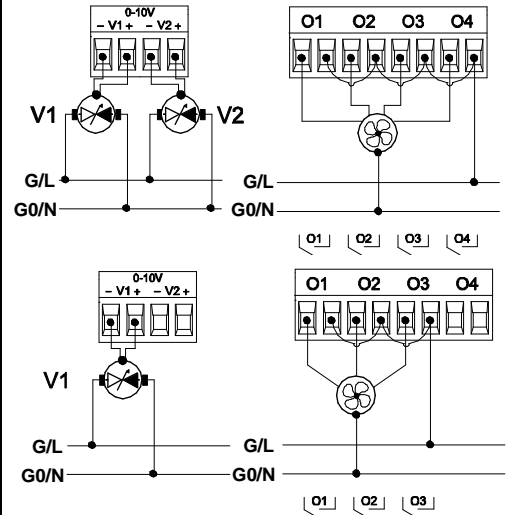 0-10V
– V1 + – V2 +
V1
V2
G/L
G0/N
O1 O2 O3 O4
G/L
G0/N
O1 O2 O3 O4
0-10V
– V1 + – V2 +
V1
G/L
G0/N
O1 O2 O3 O4
G/L
G0/N
O1 O2 O3